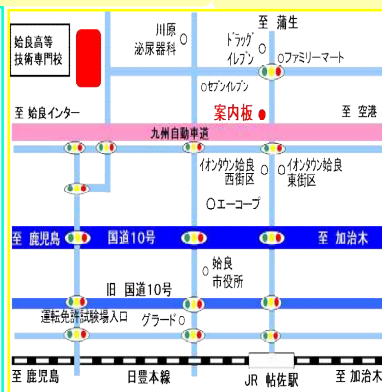 至 蒲生
川原
泌尿器科
ドラッグ
イレブン
ファミリーマート
姶良高等
技術専門校
セブンイレブン
至 姶良インター
案内板
至 空港
九州自動車道
イオンタウン姶良
西街区
イオンタウン姶良
東街区
エーコープ
至 鹿児島
国道10号
至 加治木
姶良
市役所
旧 国道10号
運転免許試験場入口
グラード
至 鹿児島
日豊本線
JR 帖佐駅
至 加治木